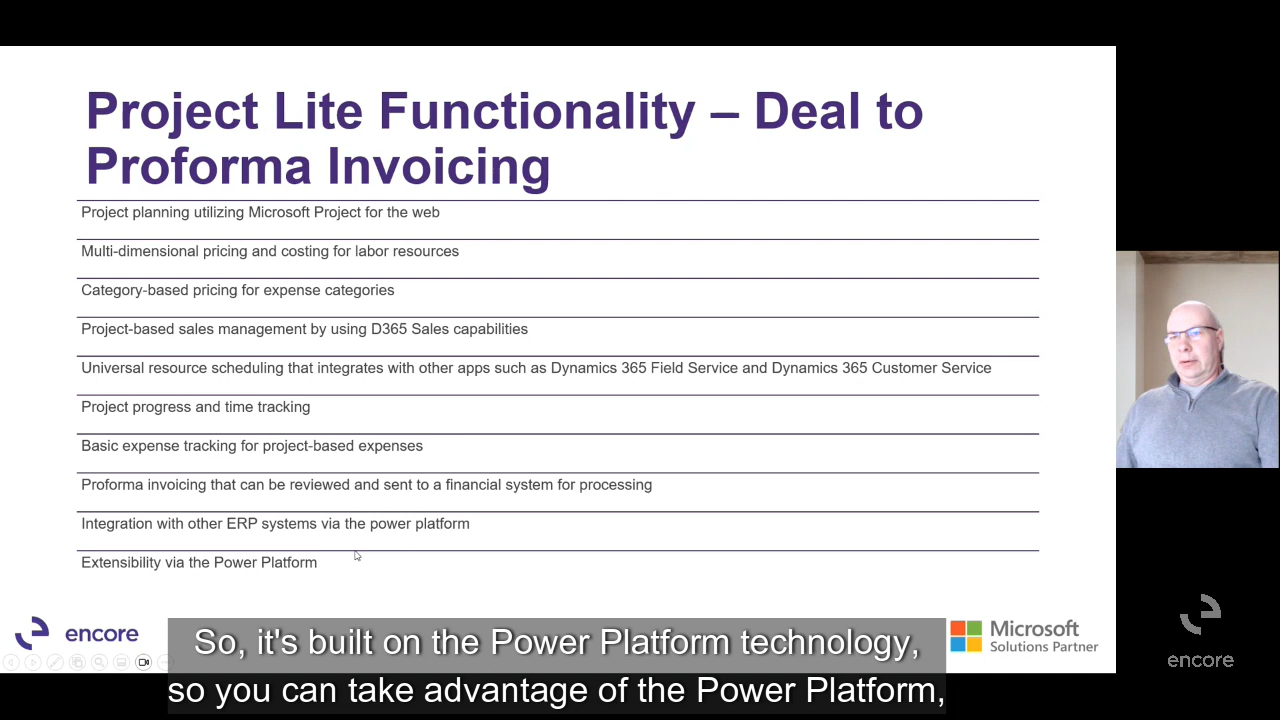 Project Lite Functionality – Deal to
Proforma Invoicing
Project planning utilizing Microsoft Project for the web
Multi-dimensional pricing and costing for labor resources
Category-based pricing for expense categories
Project-based sales management by using D365 Sales capabilities
Universal resource scheduling that integrates with other apps such as Dynamics 365 Field Service and Dynamics 365 Customer Service
Project progress and time tracking
Basic expense tracking for project-based expenses
Proforma invoicing that can be reviewed and sent to a financial system for processing
Integration with other ERP systems via the power platform
Extensibility via the Power Platform
encore
Microsoft
Solutions Partner
encore
So, it's built on the Power Platform technology,
so you can take advantage of the Power Platform,